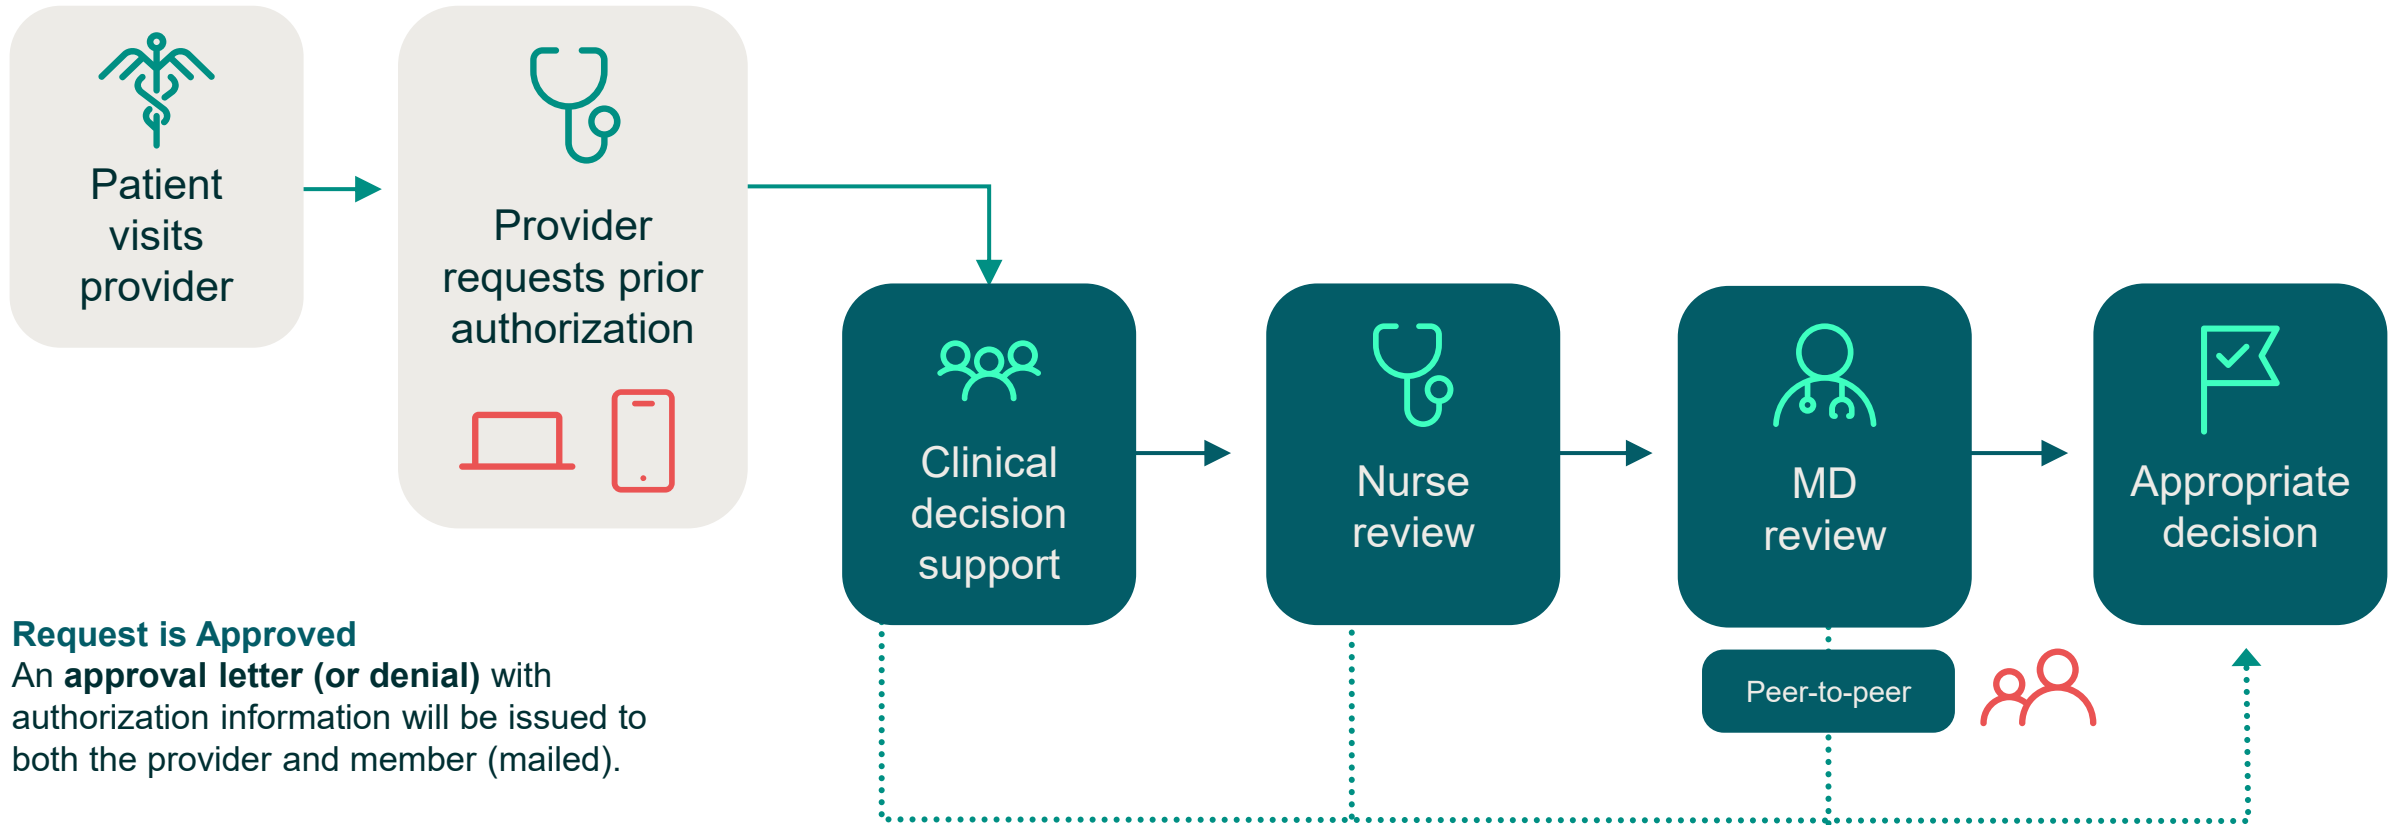 Patient
visits
provider
Provider
requests prior
authorization
Clinical
decision
support
Nurse
review
MD
review
Appropriate
decision
Peer-to-peer
Request is Approved
An approval letter (or denial) with
authorization information will be issued to
both the provider and member (mailed).